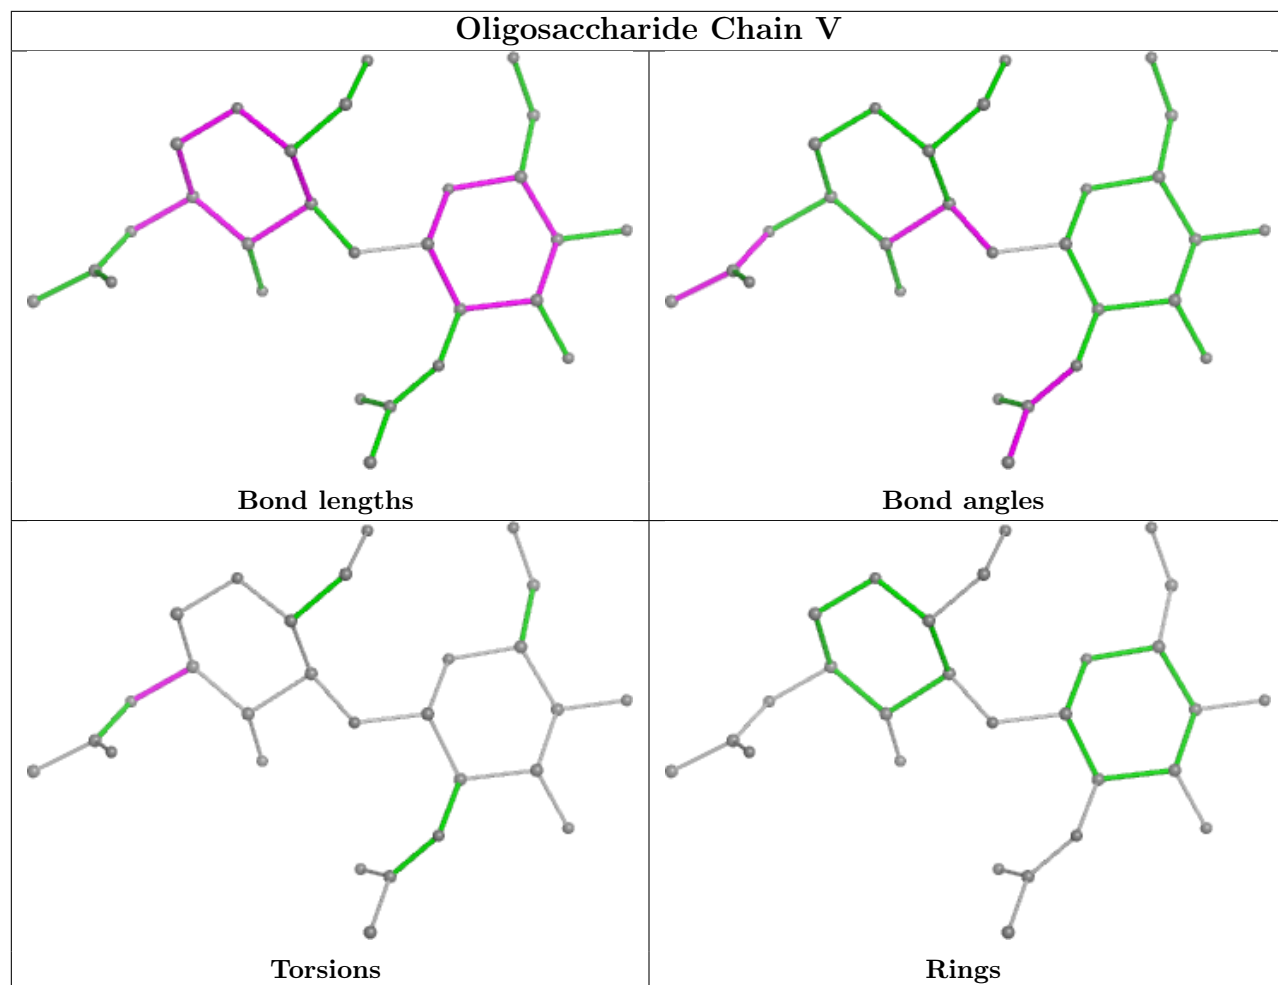 Oligosaccharide Chain V
Bond lengths
Bond angles
Torsions
Rings